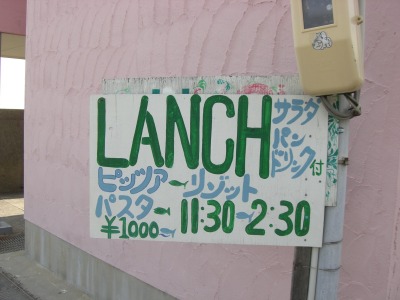 LANCH
サラダ
パン
ドリンク付
ピッツァ リゾット
パスタ
¥1000 11:30~2:30